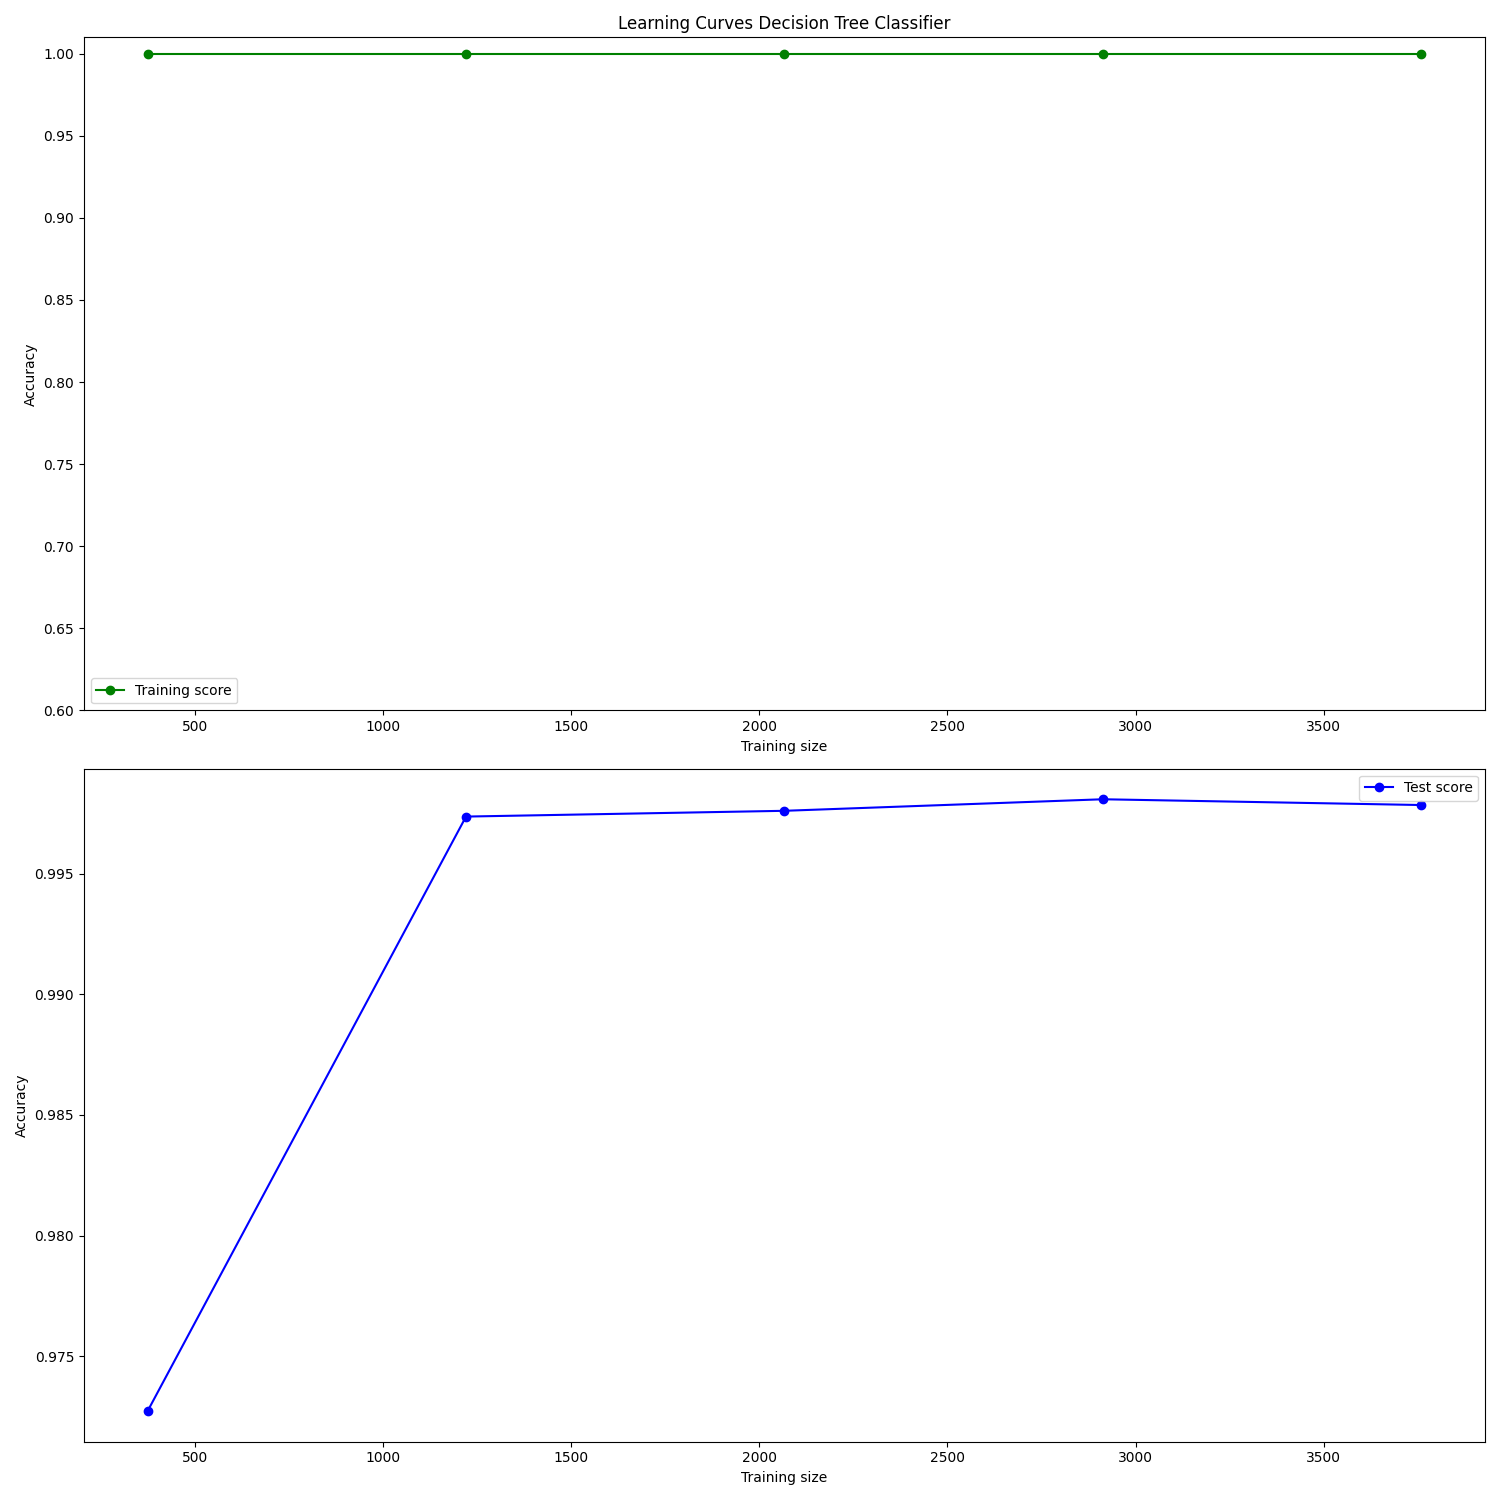 Learning Curves Decision Tree Classifier
1.00
0.95
0.90
0.85
0.80
0.75
0.70
0.65
0.60
Accuracy
Training score
500 1000 1500 2000 2500 3000 3500
Training size
Test score
0.995
0.990
0.985
0.980
0.975
Accuracy
500 1000 1500 2000 2500 3000 3500
Training size